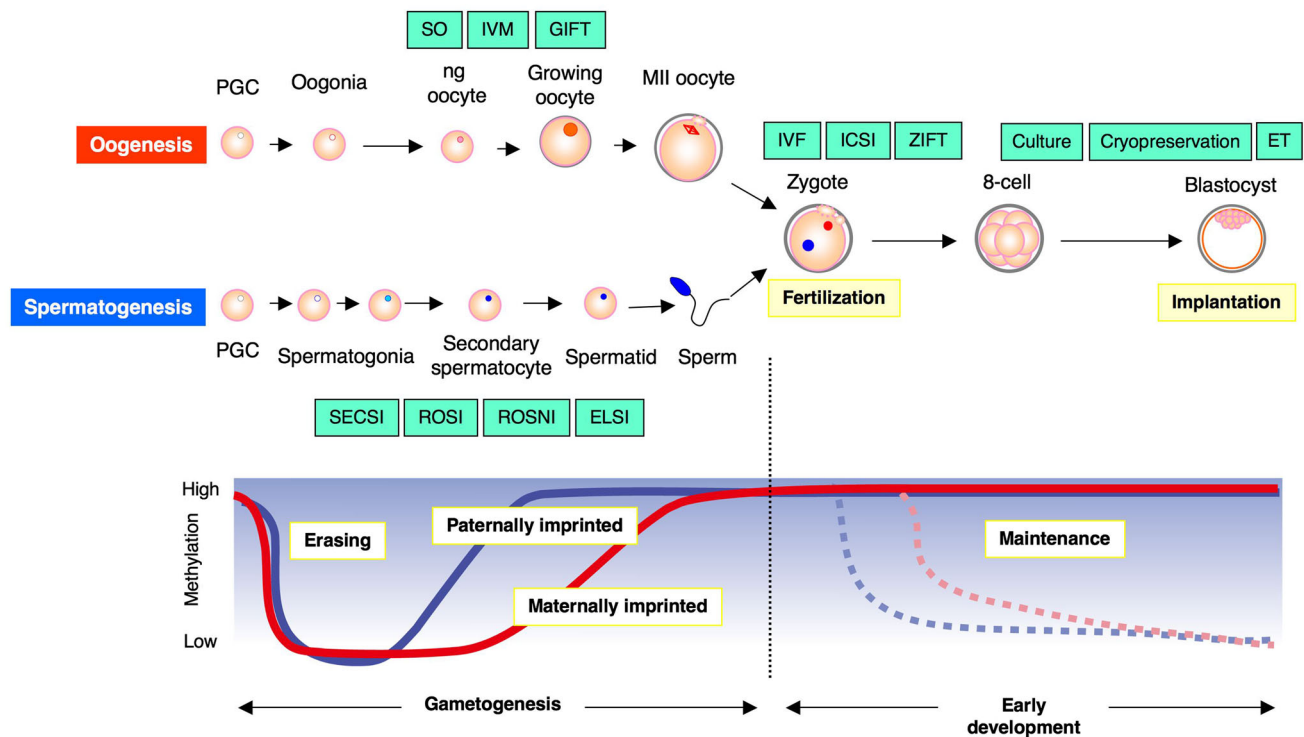 SO IVM GIFT
PGC Oogonia ng oocyte Growing oocyte MII oocyte
Oogenesis
IVF ICSI ZIFT
Culture Cryopreservation ET
Zygote 8-cell Blastocyst
Spermatogenesis
Fertilization Implantation
PGC Spermatogonia Secondary spermatocyte Spermatid Sperm
SECSI ROSI ROSNI ELSI
High
Methylation
Low
Erasing
Paternally imprinted
Maternally imprinted
Maintenance
Gametogenesis
Early
development